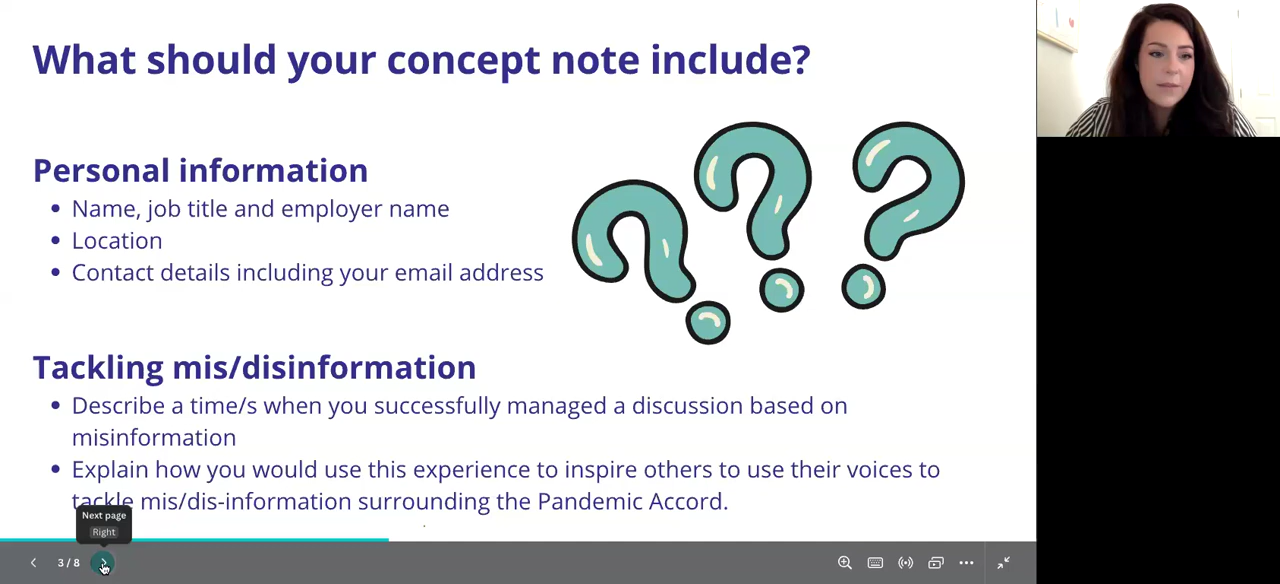 What should your concept note include?
Personal information
• Name, job title and employer name
• Location
• Contact details including your email address
Tackling mis/disinformation
• Describe a time/s when you successfully managed a discussion based on
misinformation
• Explain how you would use this experience to inspire others to use their voices to
tackle mis/dis-information surrounding the Pandemic Accord.
Next page
Right
3 / 8